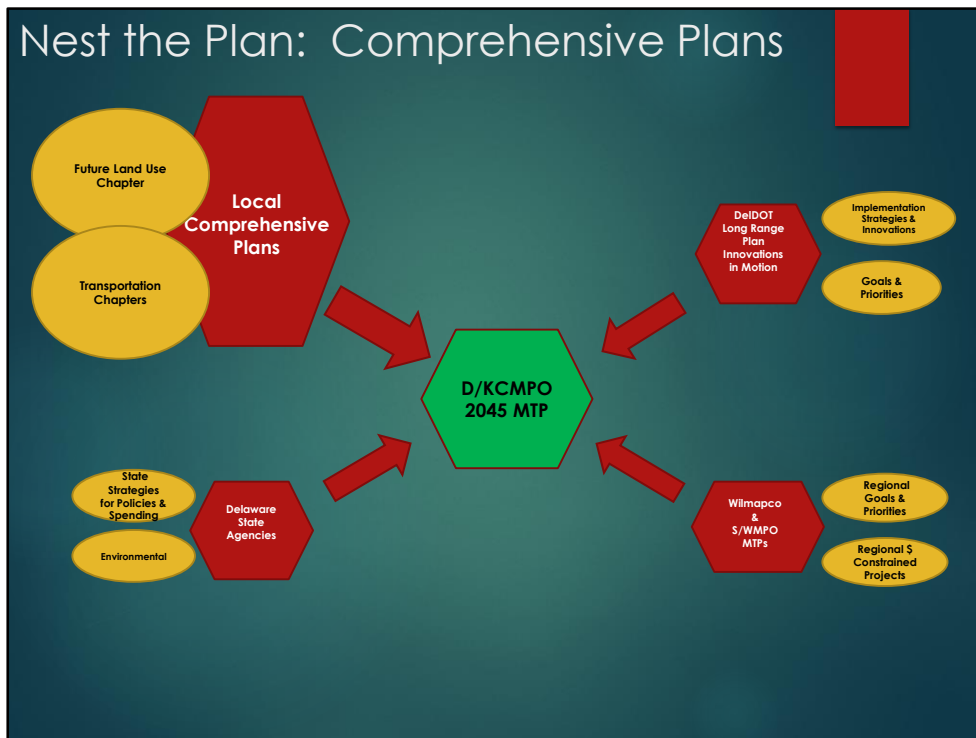 Nest the Plan: Comprehensive Plans
Future Land Use
Chapter
Transportation
Chapters
Local
Comprehensive
Plans
DelDOT
Long Range
Plan
Innovations
in Motion
Implementation
Strategies &
Innovations
Goals &
Priorities
D/KCMPO
2045 MTP
State
Strategies
for Policies &
Spending
Environmental
Delaware
State
Agencies
Wilmapco
&
S/WMPO
MTPs
Regional
Goals &
Priorities
Regional $
Constrained
Projects